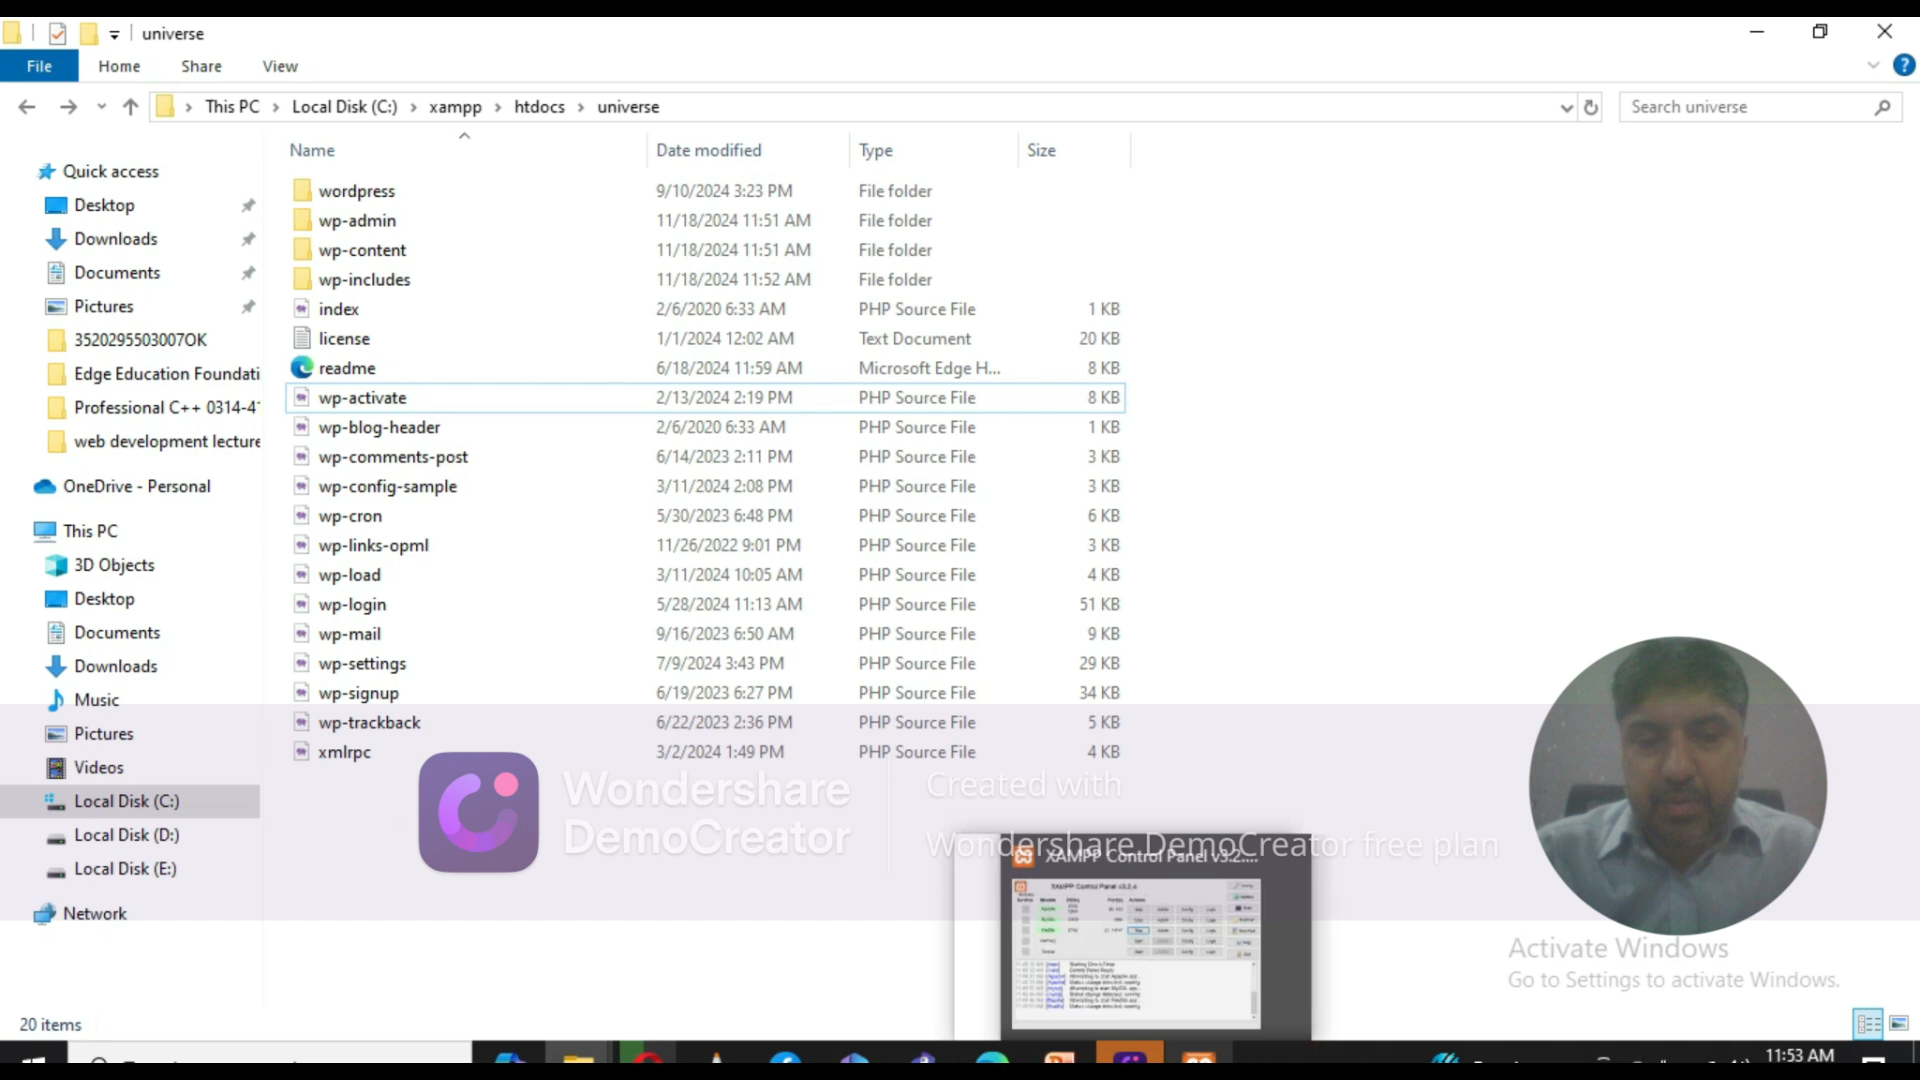 universe
File Home Share View
This PC Local Disk (C:) xampp htdocs universe
Search universe
Name Date modified Type Size
Quick access
Desktop
Downloads
Documents
Pictures
3520295503007OK
Edge Education Foundati
Professional C++ 0314-41
web development lecture
OneDrive - Personal
This PC
3D Objects
Desktop
Documents
Downloads
Music
Pictures
Videos
Local Disk (C:)
Local Disk (D:)
Local Disk (E:)
Network
wordpress 9/10/2024 3:23 PM File folder
wp-admin 11/18/2024 11:51 AM File folder
wp-content 11/18/2024 11:51 AM File folder
wp-includes 11/18/2024 11:52 AM File folder
index 2/6/2020 6:33 AM PHP Source File 1 KB
license 1/1/2024 12:02 AM Text Document 20 KB
readme 6/18/2024 11:59 AM Microsoft Edge H... 8 KB
wp-activate 2/13/2024 2:19 PM PHP Source File 8 KB
wp-blog-header 2/6/2020 6:33 AM PHP Source File 1 KB
wp-comments-post 6/14/2023 2:11 PM PHP Source File 3 KB
wp-config-sample 3/11/2024 2:08 PM PHP Source File 3 KB
wp-cron 5/30/2023 6:48 PM PHP Source File 6 KB
wp-links-opml 11/26/2022 9:01 PM PHP Source File 3 KB
wp-load 3/11/2024 10:05 AM PHP Source File 4 KB
wp-login 5/28/2024 11:13 AM PHP Source File 51 KB
wp-mail 9/16/2023 6:50 AM PHP Source File 9 KB
wp-settings 7/9/2024 3:43 PM PHP Source File 29 KB
wp-signup 6/19/2023 6:27 PM PHP Source File 34 KB
wp-trackback 6/22/2023 2:36 PM PHP Source File 5 KB
xmlrpc 3/2/2024 1:49 PM PHP Source File 4 KB
Wondershare
DemoCreator
Created with
Wondershare DemoCreator free plan
XAMPP Control Panel v3.2....
XAMPP Control Panel v3.2.4
Activate Windows
Go to Settings to activate Windows.
20 items
11:53 AM